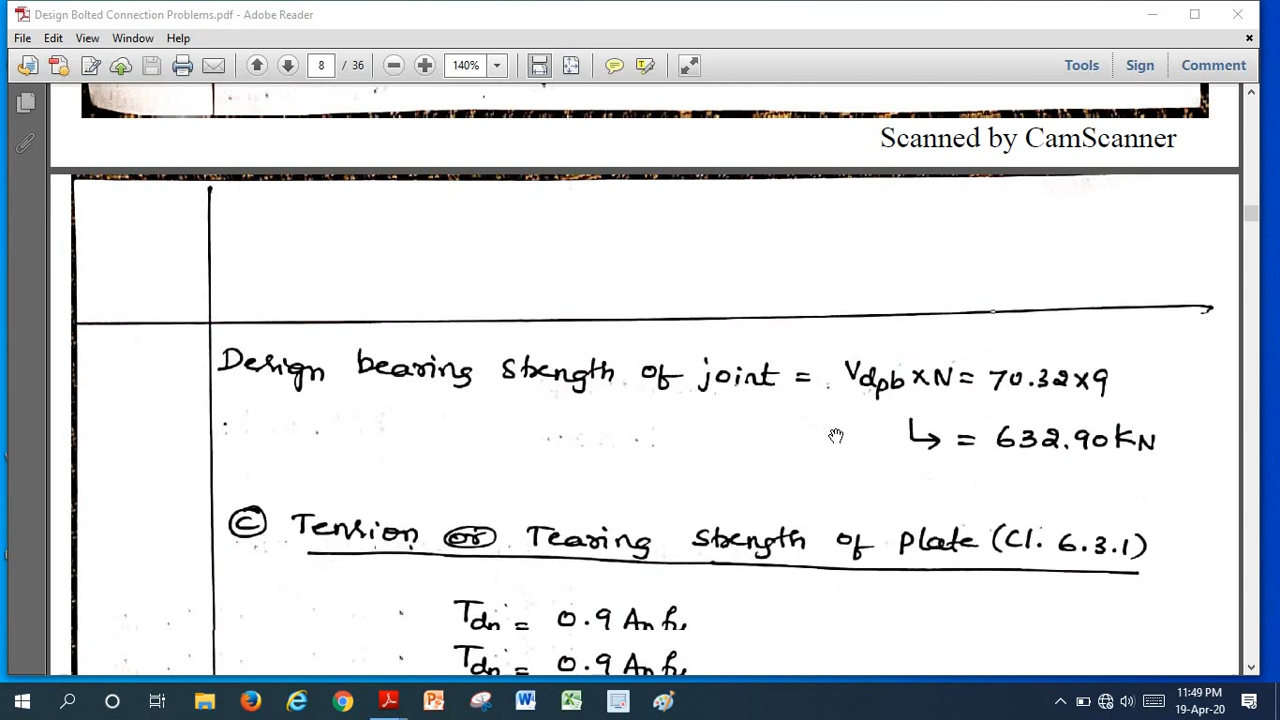 Design Bolted Connection Problems.pdf - Adobe Reader
File Edit View Window Help
8 / 36 140% Tools Sign Comment
Scanned by CamScanner
Design bearing strength of joint = Vdpb x N = 70.32 x 9
↳ = 632.90 KN
(C) Tension (or) Tearing strength of plate (Cl. 6.3.1)
Tdn = 0.9 An fu
Tdn = 0.9 An fu
11:49 PM
19-Apr-20